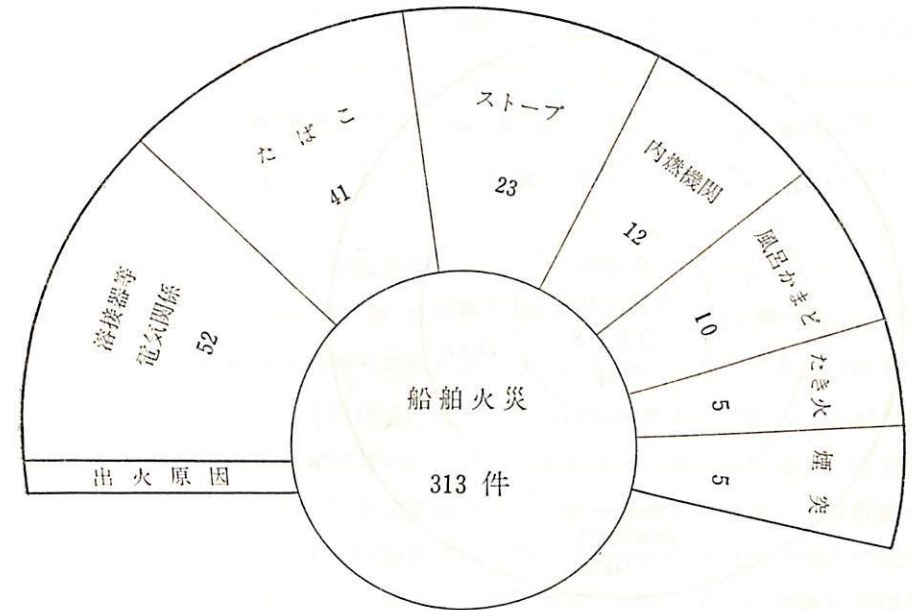 出火原因
溶接器等
電気関係
52
たばこ
41
ストーブ
23
内燃機関
12
風呂かまど
10
たき火
5
煙突
5
船舶火災
313 件